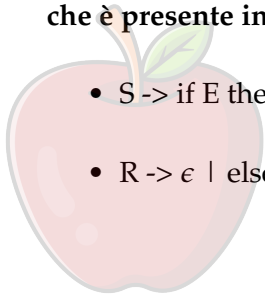 che è presente in
• S -> if E the
• R -> ϵ | else